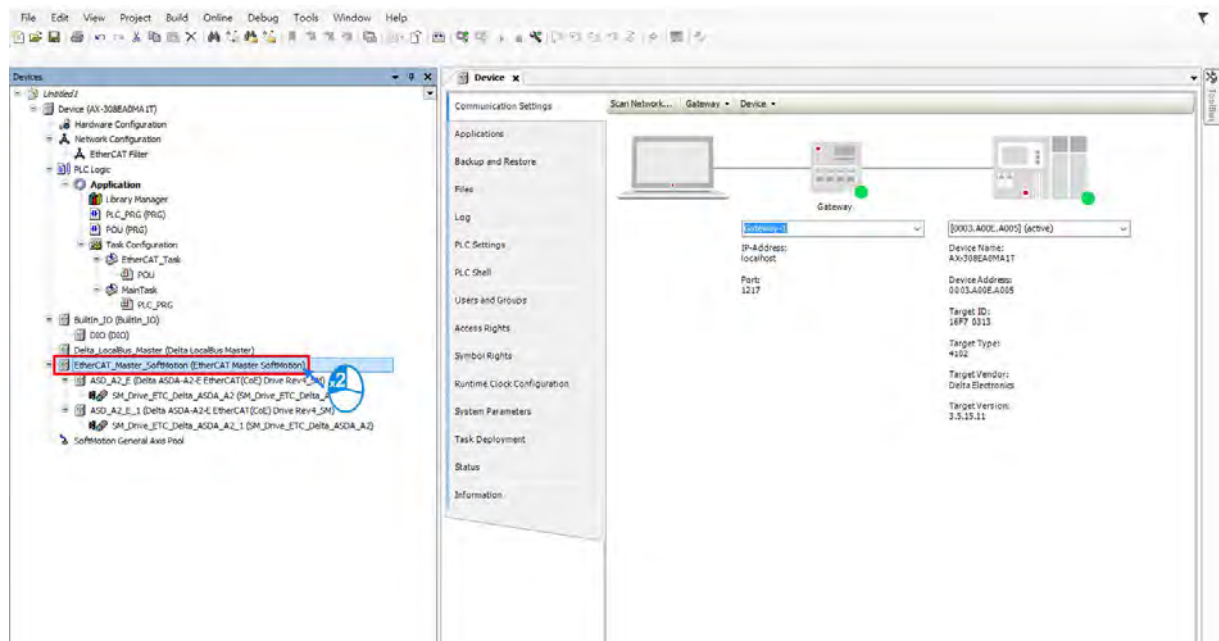 File Edit View Project Build Online Debug Tools Window Help
Devices
Untitled1
Device (AX-308EA0MA1T)
Hardware Configuration
Network Configuration
EtherCAT Filter
PLC Logic
Application
Library Manager
PLC_PRG (PRG)
POU (PRG)
Task Configuration
EtherCAT_Task
POU
MainTask
PLC_PRG
BuiltIn_IO (BuiltIn_IO)
DIO (DIO)
Delta_LocalBus_Master (Delta LocalBus Master)
EtherCAT_Master_SoftMotion (EtherCAT Master SoftMotion)
x2
ASD_A2_E (Delta ASDA-A2-E EtherCAT(CoE) Drive Rev4_SM)
SM_Drive_ETC_Delta_ASDA_A2 (SM_Drive_ETC_Delta_A
ASD_A2_E_1 (Delta ASDA-A2-E EtherCAT(CoE) Drive Rev4_SM)
SM_Drive_ETC_Delta_ASDA_A2_1 (SM_Drive_ETC_Delta_ASDA_A2)
SoftMotion General Axis Pool
Device
Communication Settings
Applications
Backup and Restore
Files
Log
PLC Settings
PLC Shell
Users and Groups
Access Rights
Symbol Rights
Runtime Clock Configuration
System Parameters
Task Deployment
Status
Information
Scan Network... Gateway Device
Gateway
Gateway-1
IP-Address:
localhost
Port:
1217
[0003.A00E.A005] (active)
Device Name:
AX-308EA0MA1T
Device Address:
0003.A00E.A005
Target ID:
16F7 0313
Target Type:
4102
Target Vendor:
Delta Electronics
Target Version:
3.5.15.11
ToolBox